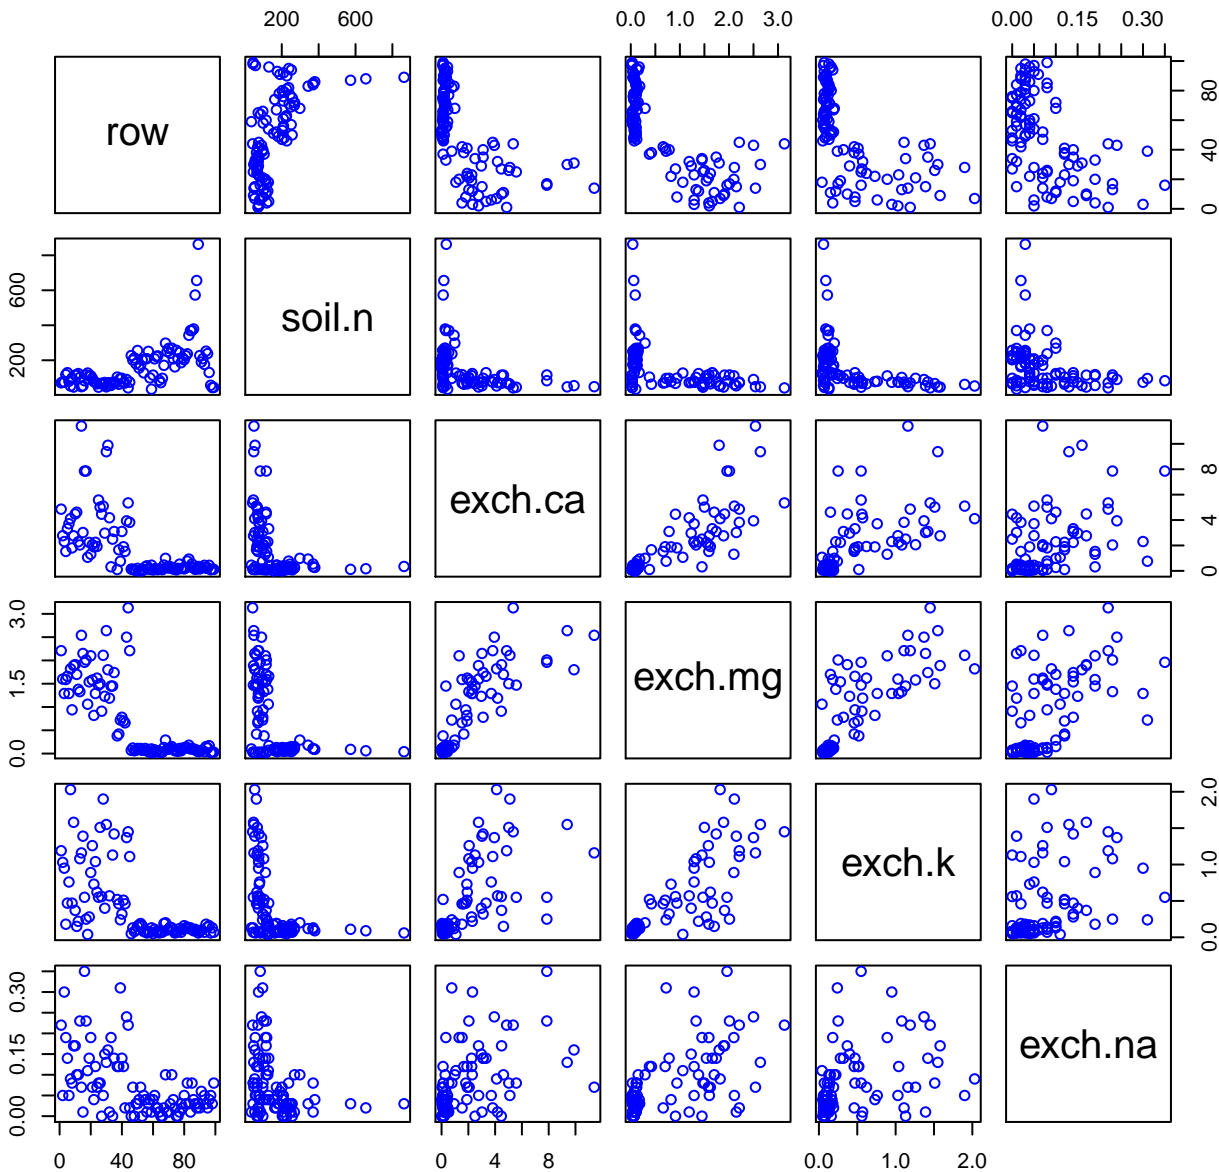 200 600 0.0 1.0 2.0 3.0 0.00 0.15 0.30
row 0 40 80
200 600 soil.n
exch.ca 0 4 8
0.0 1.5 3.0 exch.mg
exch.k 0.0 1.0 2.0
0.00 0.15 0.30 exch.na
0 40 80 0 4 8 0.0 1.0 2.0